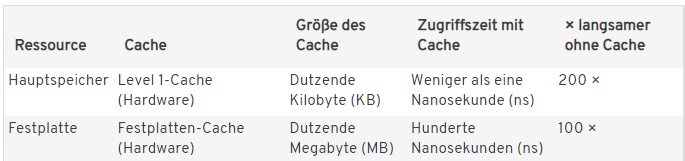 Ressource Cache Größe des Cache Zugriffszeit mit Cache × langsamer ohne Cache
Hauptspeicher Level 1-Cache (Hardware) Dutzende Kilobyte (KB) Weniger als eine Nanosekunde (ns) 200 ×
Festplatte Festplatten-Cache (Hardware) Dutzende Megabyte (MB) Hunderte Nanosekunden (ns) 100 ×